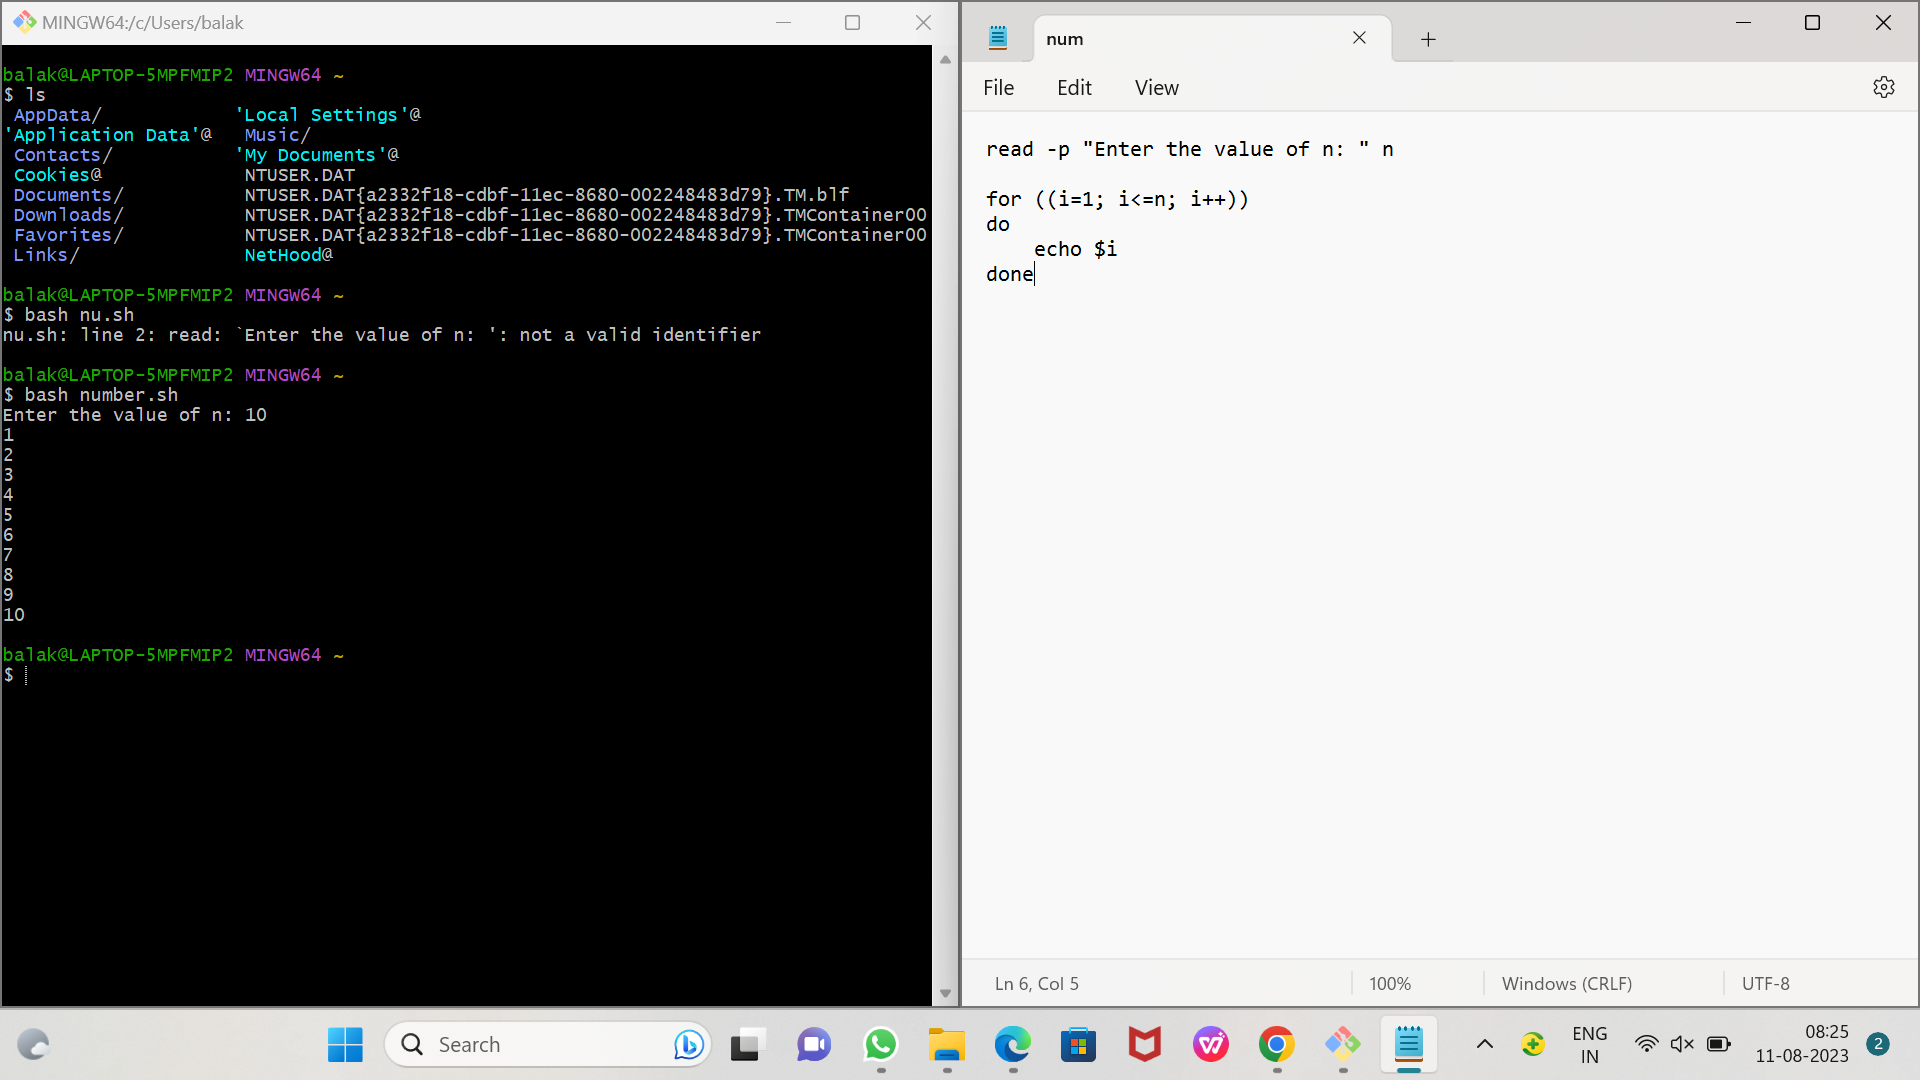 MINGW64:/c/Users/balak
balak@LAPTOP-5MPFMIP2 MINGW64 ~
$ ls
AppData/ 'Local Settings'@
'Application Data'@ Music/
Contacts/ 'My Documents'@
Cookies@ NTUSER.DAT
Documents/ NTUSER.DAT{a2332f18-cdbf-11ec-8680-002248483d79}.TM.blf
Downloads/ NTUSER.DAT{a2332f18-cdbf-11ec-8680-002248483d79}.TMContainer00
Favorites/ NTUSER.DAT{a2332f18-cdbf-11ec-8680-002248483d79}.TMContainer00
Links/ NetHood@
balak@LAPTOP-5MPFMIP2 MINGW64 ~
$ bash nu.sh
nu.sh: line 2: read: `Enter the value of n: ': not a valid identifier
balak@LAPTOP-5MPFMIP2 MINGW64 ~
$ bash number.sh
Enter the value of n: 10
1
2
3
4
5
6
7
8
9
10
balak@LAPTOP-5MPFMIP2 MINGW64 ~
$
num
File Edit View
read -p "Enter the value of n: " n
for ((i=1; i<=n; i++))
do
    echo $i
done
Ln 6, Col 5 100% Windows (CRLF) UTF-8
Search
ENG
IN
08:25
11-08-2023
2